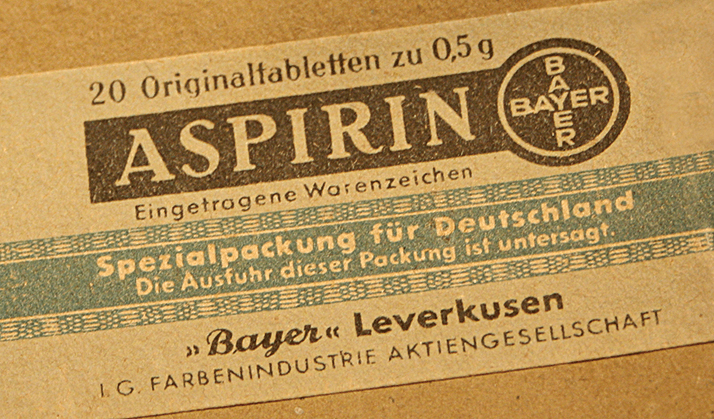 20 Originaltabletten zu 0,5 g
ASPIRIN
BAYER
BAYER
Eingetragene Warenzeichen
Spezialpackung für Deutschland
Die Ausfuhr dieser Packung ist untersagt.
„Bayer“ Leverkusen
I. G. FARBENINDUSTRIE AKTIENGESELLSCHAFT